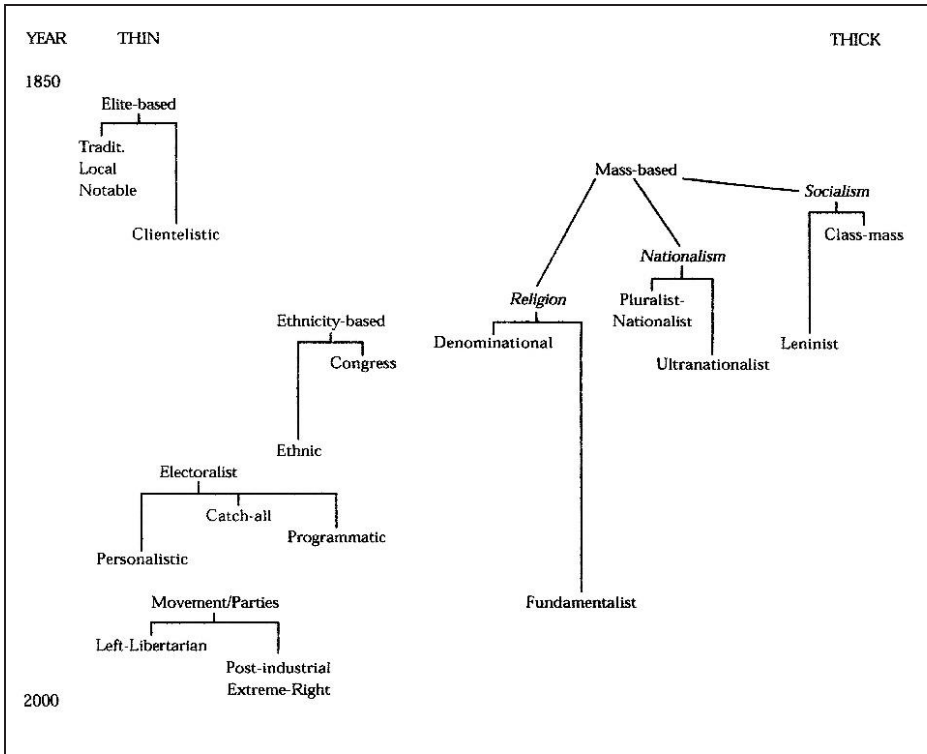 YEAR THIN THICK
1850
Elite-based
Tradit.
Local
Notable
Clientelistic
Mass-based
Socialism
Class-mass
Nationalism
Religion
Pluralist-
Nationalist
Denominational
Leninist
Ultranationalist
Ethnicity-based
Congress
Ethnic
Electoralist
Catch-all
Programmatic
Personalistic
Fundamentalist
Movement/Parties
Left-Libertarian
Post-industrial
Extreme-Right
2000